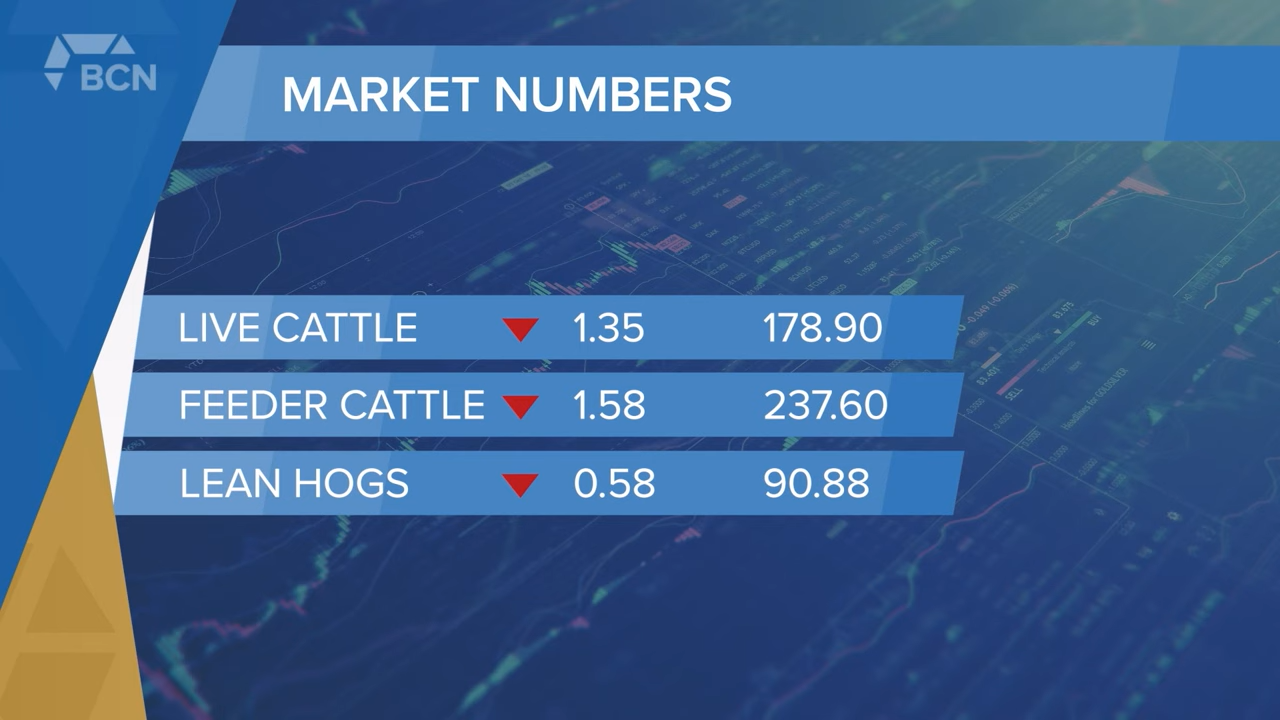 BCN
MARKET NUMBERS
LIVE CATTLE ▼ 1.35 178.90
FEEDER CATTLE ▼ 1.58 237.60
LEAN HOGS ▼ 0.58 90.88